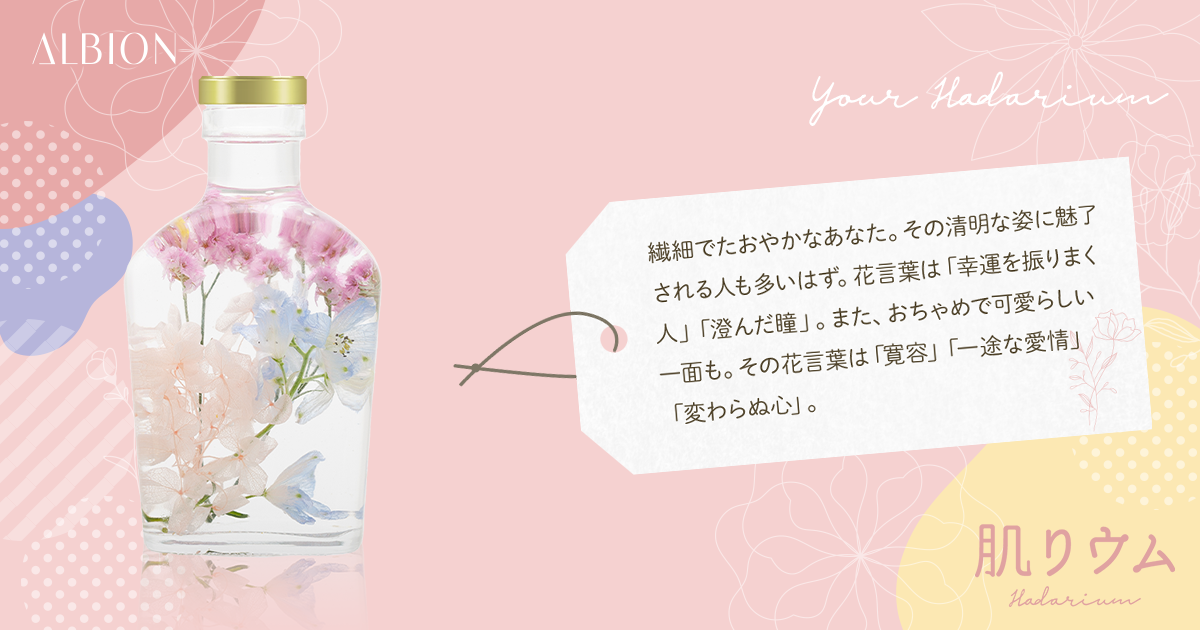 ALBION
Your Hadarium
繊細でたおやかなあなた。その清明な姿に魅了
される人も多いはず。花言葉は「幸運を振りまく
人」「澄んだ瞳」。また、おちゃめで可愛らしい
一面も。その花言葉は「寛容」「一途な愛情」
「変わらぬ心」。
肌りウム
Hadarium